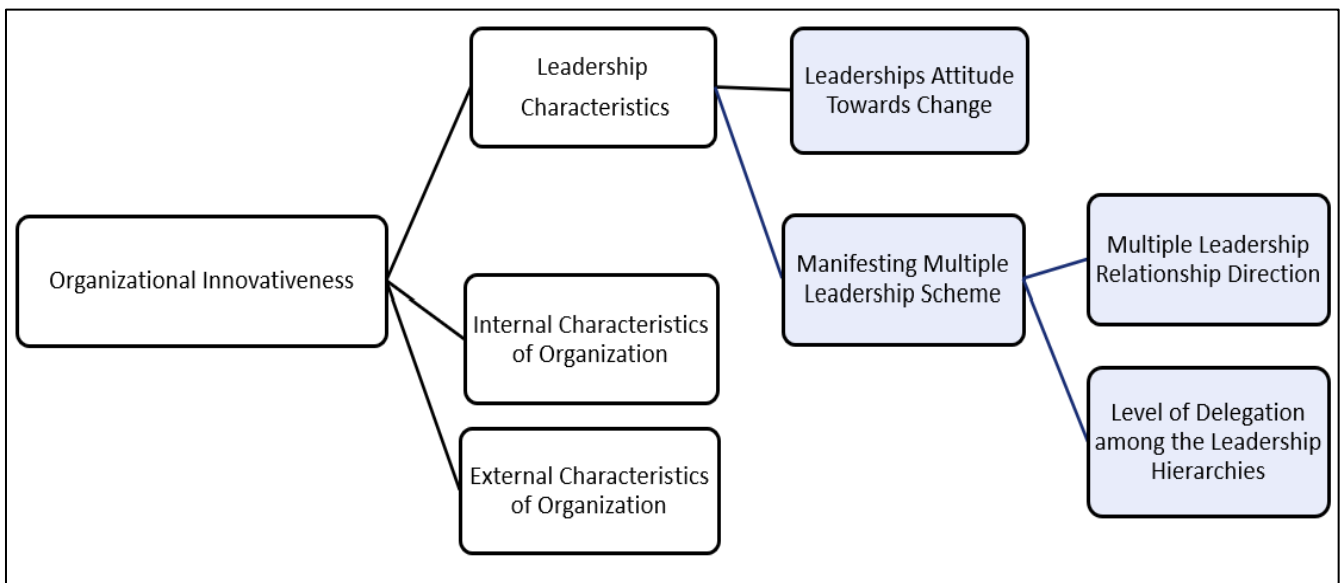 Leadership
Characteristics
Leaderships Attitude
Towards Change
Organizational Innovativeness
Manifesting Multiple
Leadership Scheme
Multiple Leadership
Relationship Direction
Internal Characteristics
of Organization
External Characteristics
of Organization
Level of Delegation
among the Leadership
Hierarchies